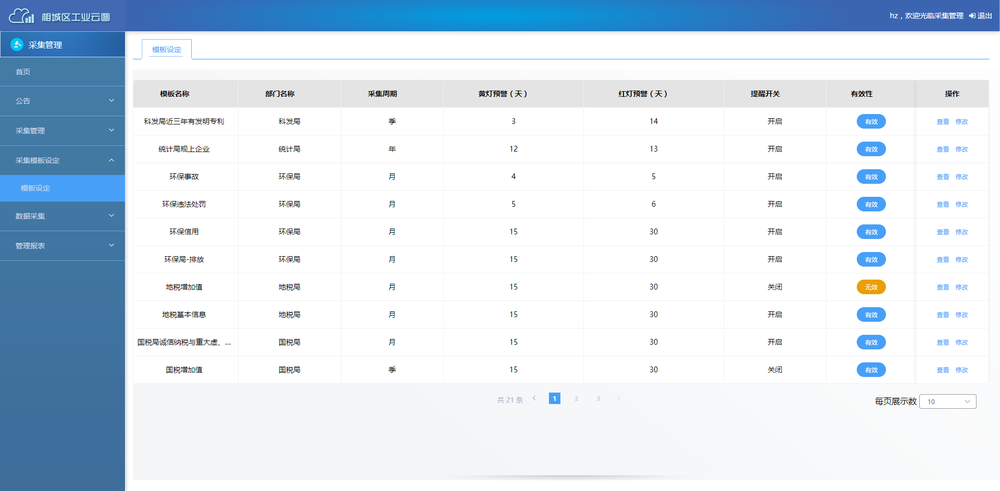 相城区工业云图
hz，欢迎光临采集管理 退出
采集管理
首页
公告
采集管理
采集模板设定
模板设定
数据采集
管理报表
模板设定
模板名称 部门名称 采集周期 黄灯预警（天） 红灯预警（天） 提醒开关 有效性 操作
科发局近三年有发明专利 科发局 季 3 14 开启 有效 查看 修改
统计局规上企业 统计局 年 12 13 开启 有效 查看 修改
环保事故 环保局 月 4 5 开启 有效 查看 修改
环保违法处罚 环保局 月 5 6 开启 有效 查看 修改
环保信用 环保局 月 15 30 开启 有效 查看 修改
环保局-排放 环保局 月 15 30 开启 有效 查看 修改
地税增加值 地税局 月 15 30 关闭 无效 查看 修改
地税基本信息 地税局 月 15 30 开启 有效 查看 修改
国税局诚信纳税与重大虚、... 国税局 月 15 30 开启 有效 查看 修改
国税增加值 国税局 季 15 30 关闭 有效 查看 修改
共 21 条 1 2 3
每页展示数 10